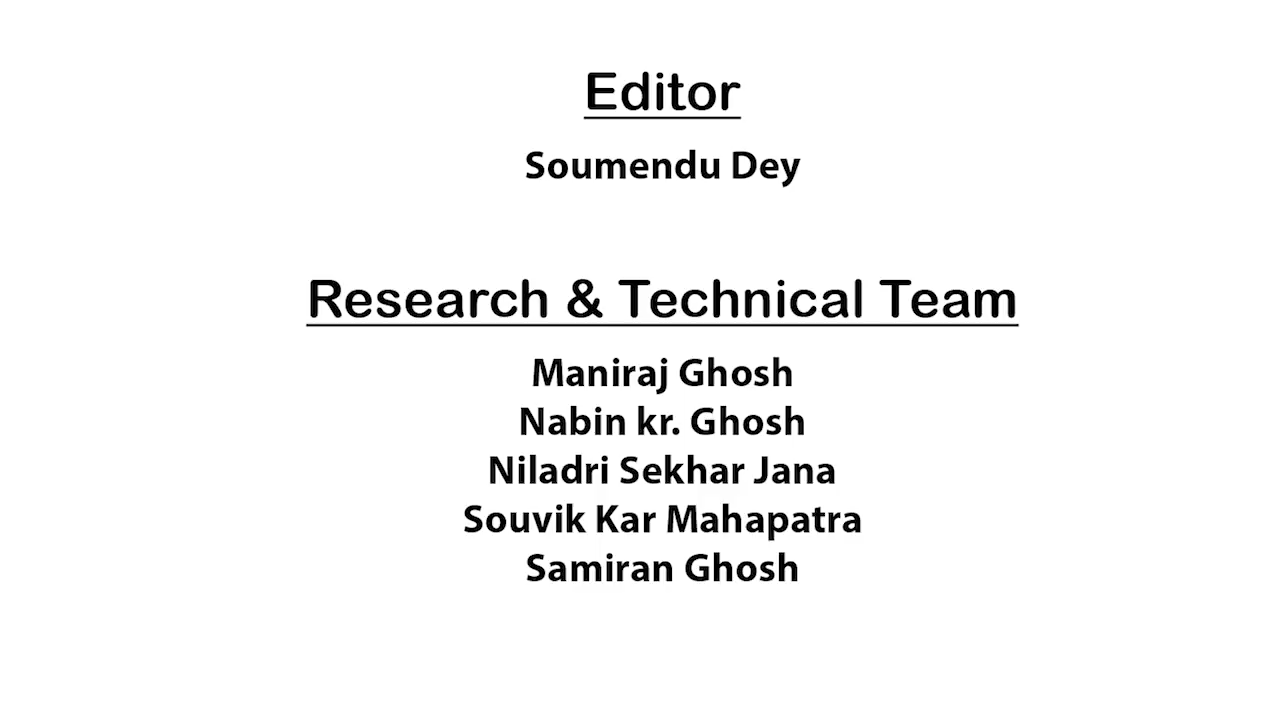 Editor
Soumendu Dey
Research & Technical Team
Maniraj Ghosh
Nabin kr. Ghosh
Niladri Sekhar Jana
Souvik Kar Mahapatra
Samiran Ghosh